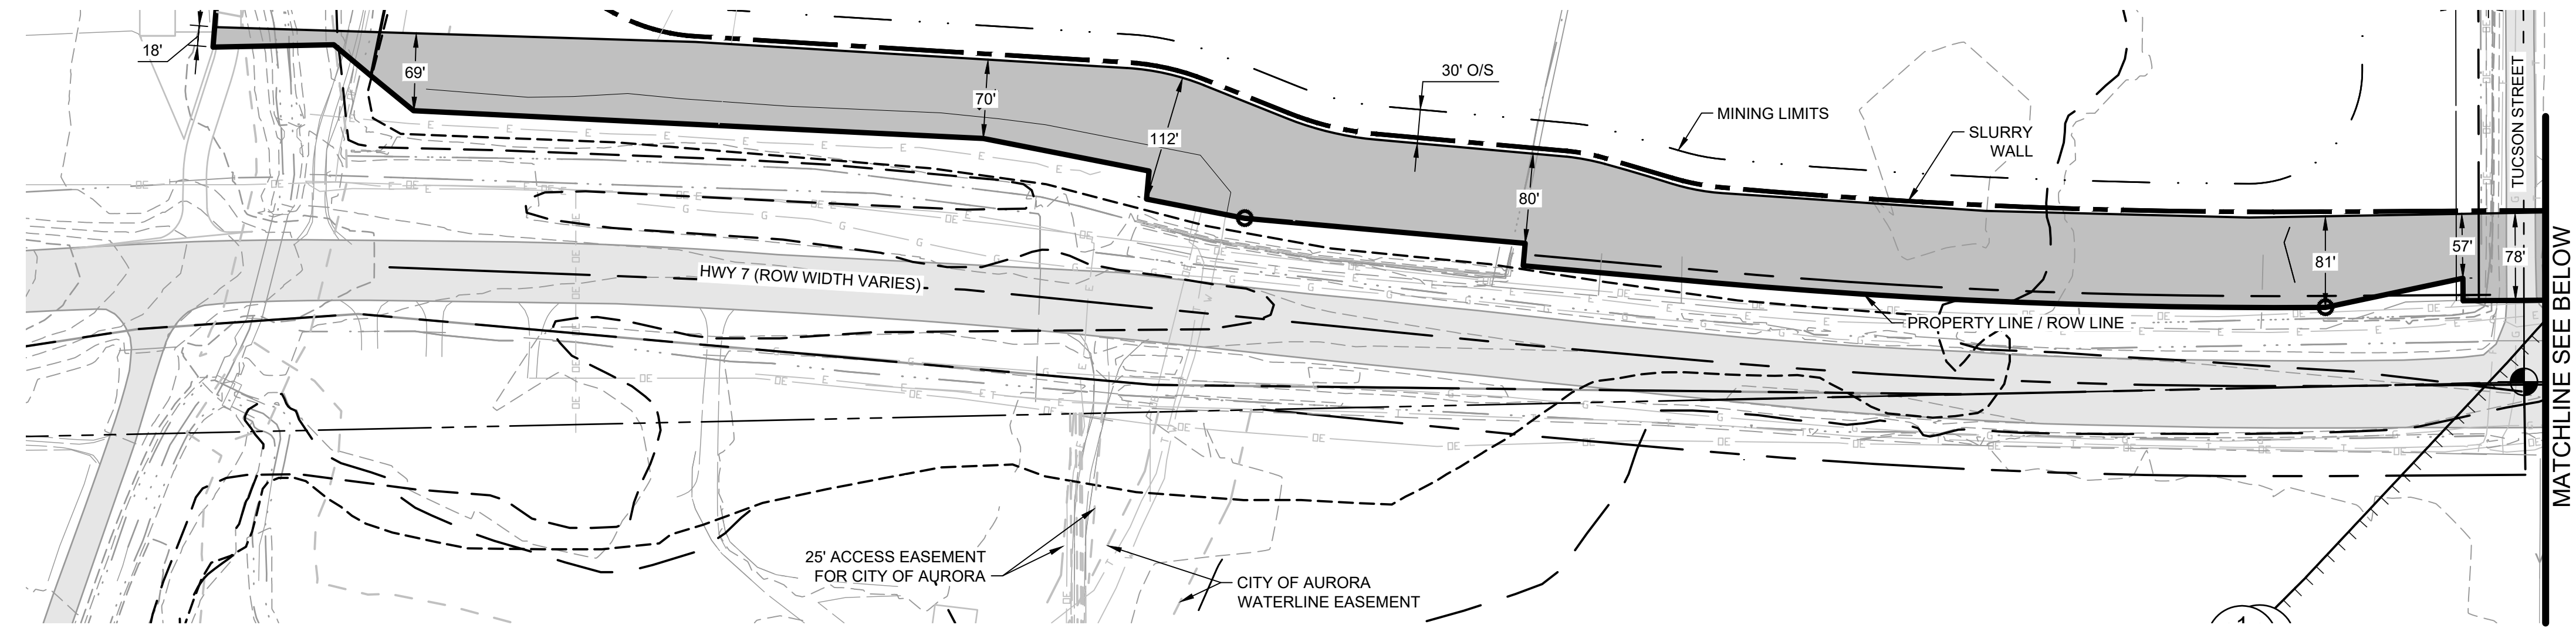 18'
69'
70'
112'
30' O/S
MINING LIMITS
SLURRY
WALL
TUCSON STREET
80'
81'
57'
78'
HWY 7 (ROW WIDTH VARIES)
PROPERTY LINE / ROW LINE
MATCHLINE SEE BELOW
25' ACCESS EASEMENT
FOR CITY OF AURORA
CITY OF AURORA
WATERLINE EASEMENT